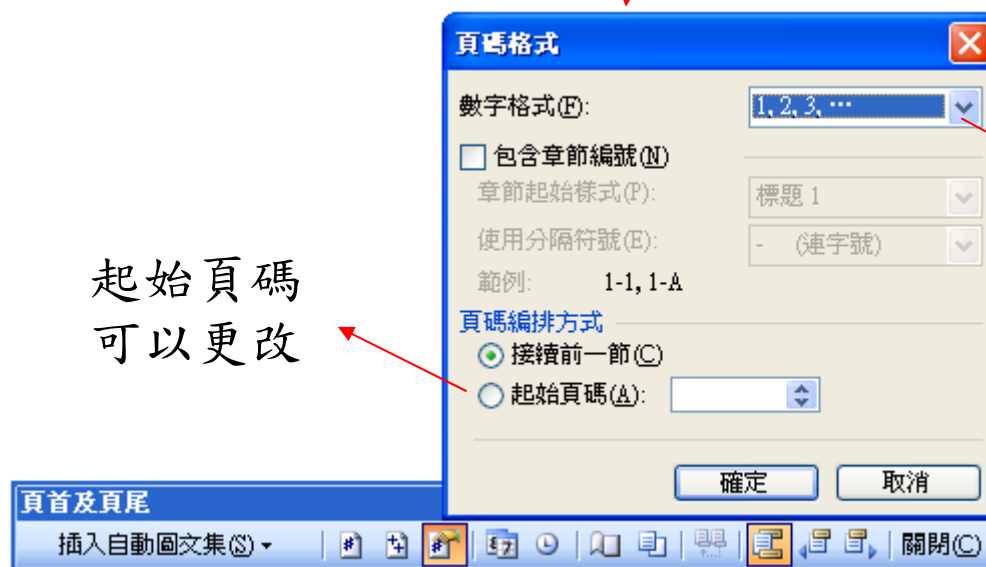 頁碼格式
數字格式(F):
1, 2, 3, …
包含章節編號(N)
章節起始樣式(P):
標題 1
使用分隔符號(E):
- (連字號)
範例: 1-1, 1-A
頁碼編排方式
接續前一節(C)
起始頁碼(A):
確定
取消
起始頁碼
可以更改
頁首及頁尾
插入自動圖文集(S)
關閉(C)